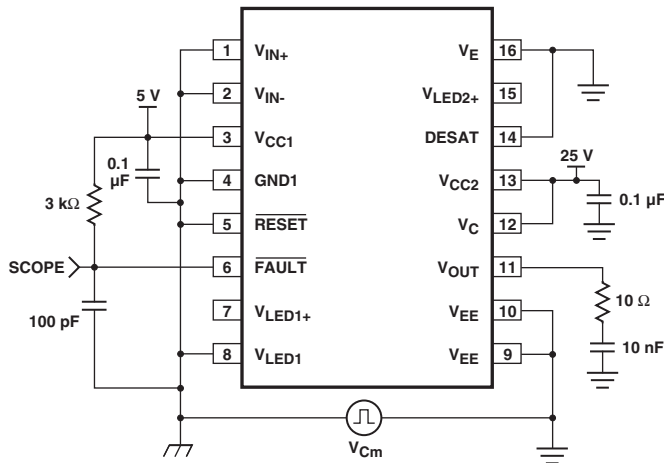 1 V_IN+
2 V_IN-
3 V_CC1
4 GND1
5 RESET
6 FAULT
7 V_LED1+
8 V_LED1
V_E 16
V_LED2+ 15
DESAT 14
V_CC2 13
V_C 12
V_OUT 11
V_EE 10
V_EE 9
5 V
0.1
µF
3 kΩ
SCOPE
100 pF
25 V
0.1 µF
10 Ω
10 nF
V_Cm